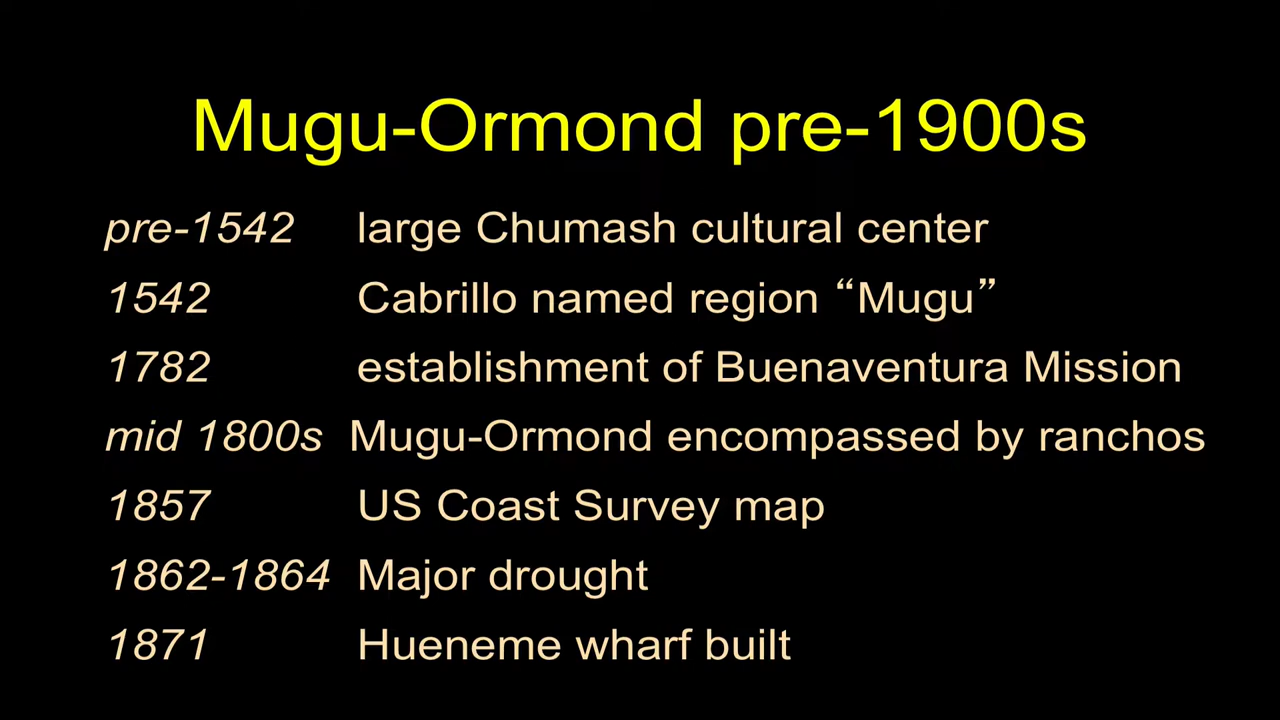 Mugu-Ormond pre-1900s
pre-1542 large Chumash cultural center
1542 Cabrillo named region “Mugu”
1782 establishment of Buenaventura Mission
mid 1800s Mugu-Ormond encompassed by ranchos
1857 US Coast Survey map
1862-1864 Major drought
1871 Hueneme wharf built